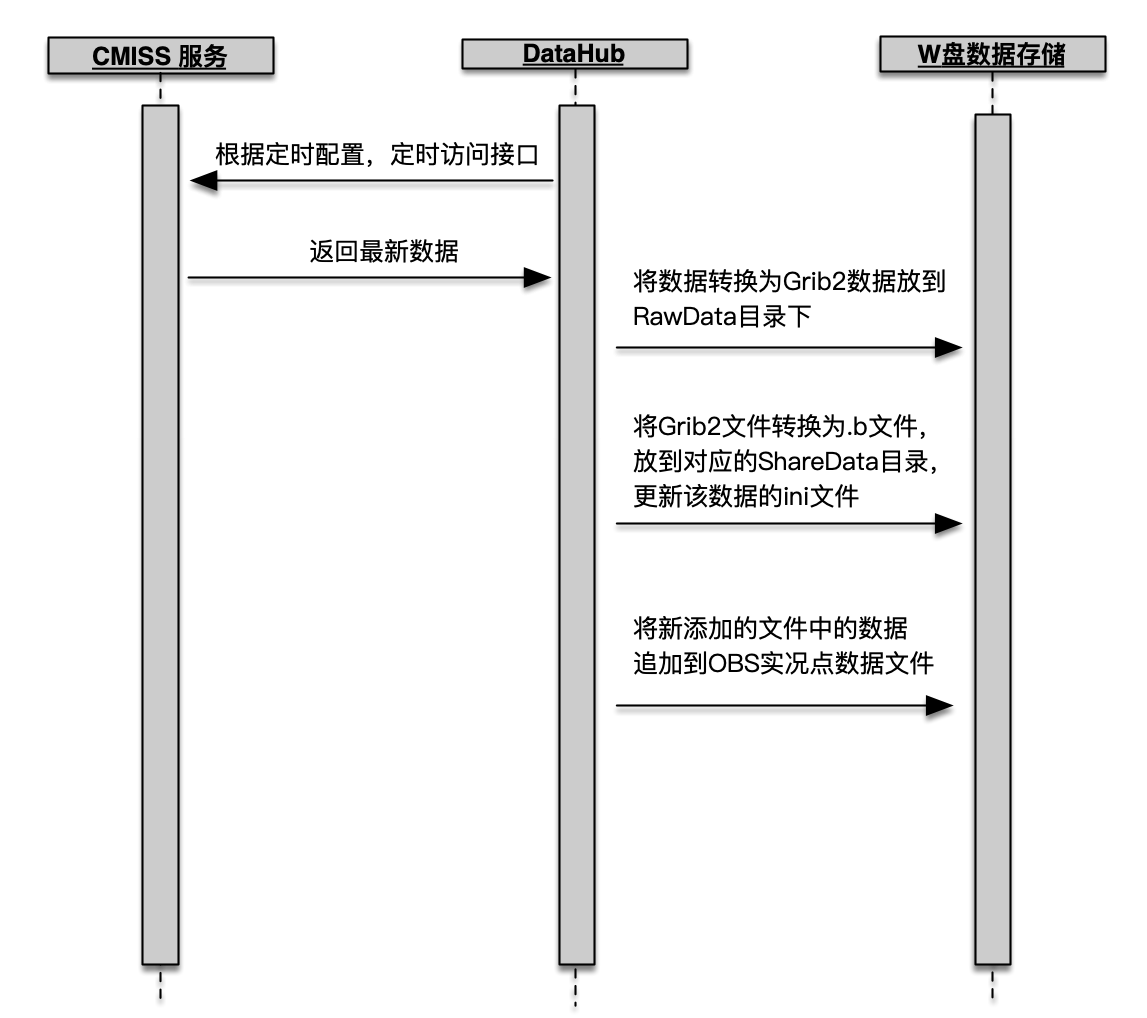 CMISS 服务
DataHub
W盘数据存储
根据定时配置，定时访问接口
返回最新数据
将数据转换为Grib2数据放到
RawData目录下
将Grib2文件转换为.b文件，
放到对应的ShareData目录，
更新该数据的ini文件
将新添加的文件中的数据
追加到OBS实况点数据文件